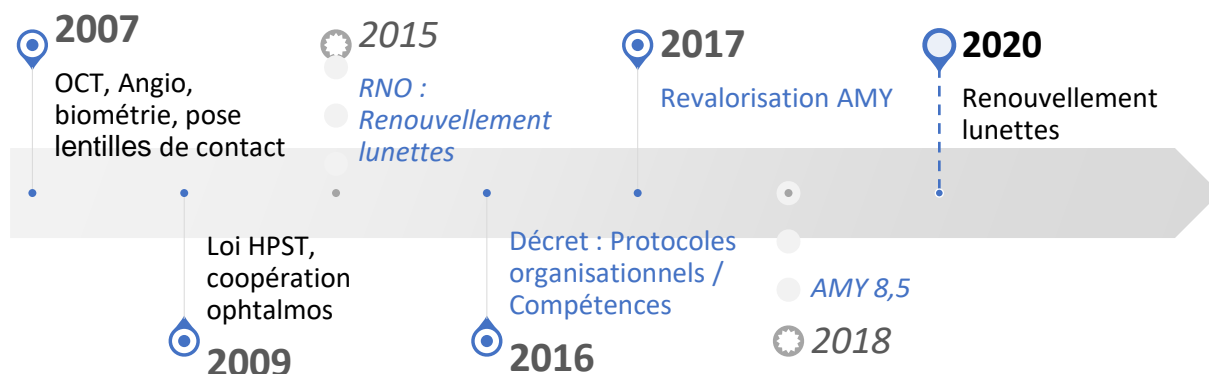 2007
OCT, Angio,
biométrie, pose
lentilles de contact
Loi HPST,
coopération
ophtalmos
2009
2015
RNO :
Renouvellement
lunettes
Décret : Protocoles
organisationnels /
Compétences
2016
2017
Revalorisation AMY
AMY 8,5
2018
2020
Renouvellement
lunettes